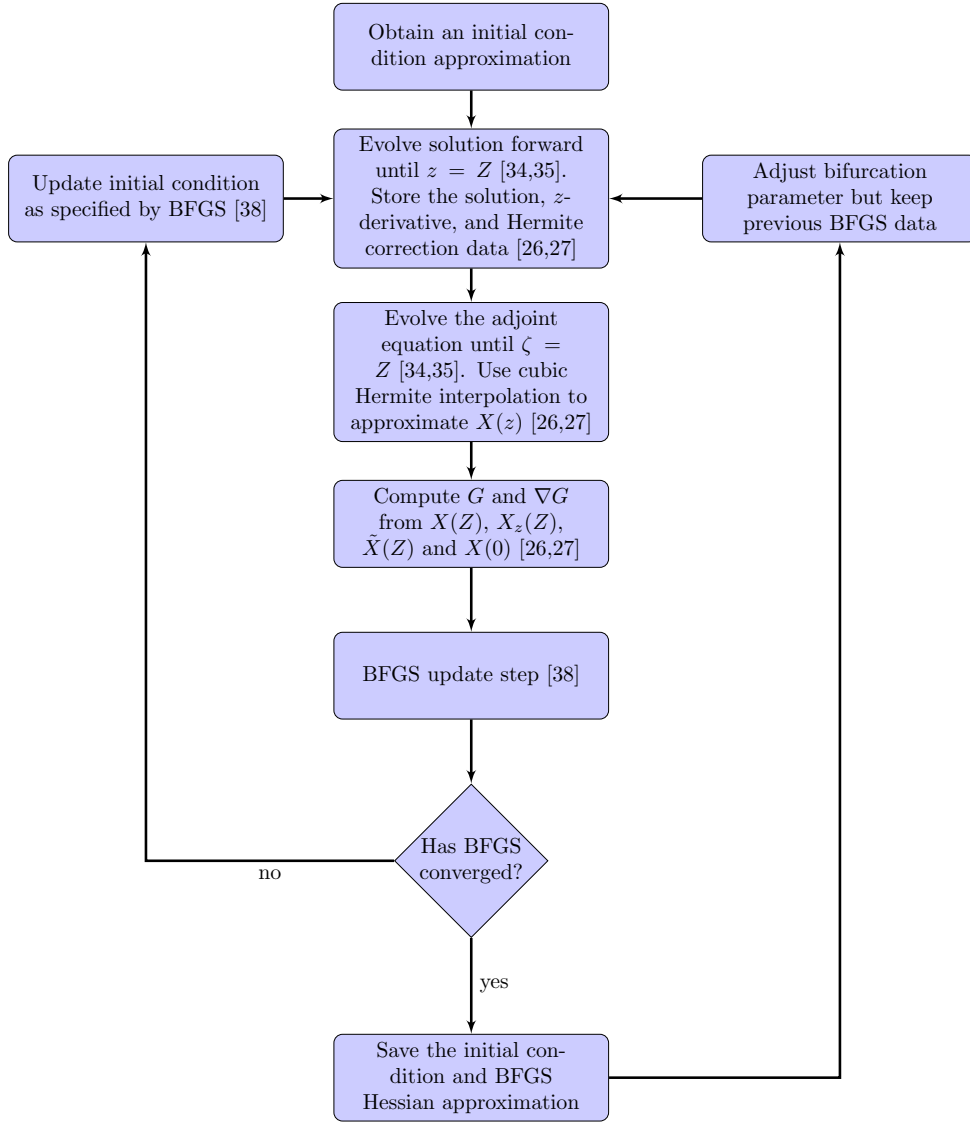 Obtain an initial con-
dition approximation
Evolve solution forward
until z = Z [34,35].
Store the solution, z-
derivative, and Hermite
correction data [26,27]
Update initial condition
as specified by BFGS [38]
Adjust bifurcation
parameter but keep
previous BFGS data
Evolve the adjoint
equation until ζ =
Z [34,35]. Use cubic
Hermite interpolation to
approximate X(z) [26,27]
Compute G and ∇G
from X(Z), X_z(Z),
X̃(Z) and X(0) [26,27]
BFGS update step [38]
Has BFGS
converged?
no
yes
Save the initial con-
dition and BFGS
Hessian approximation